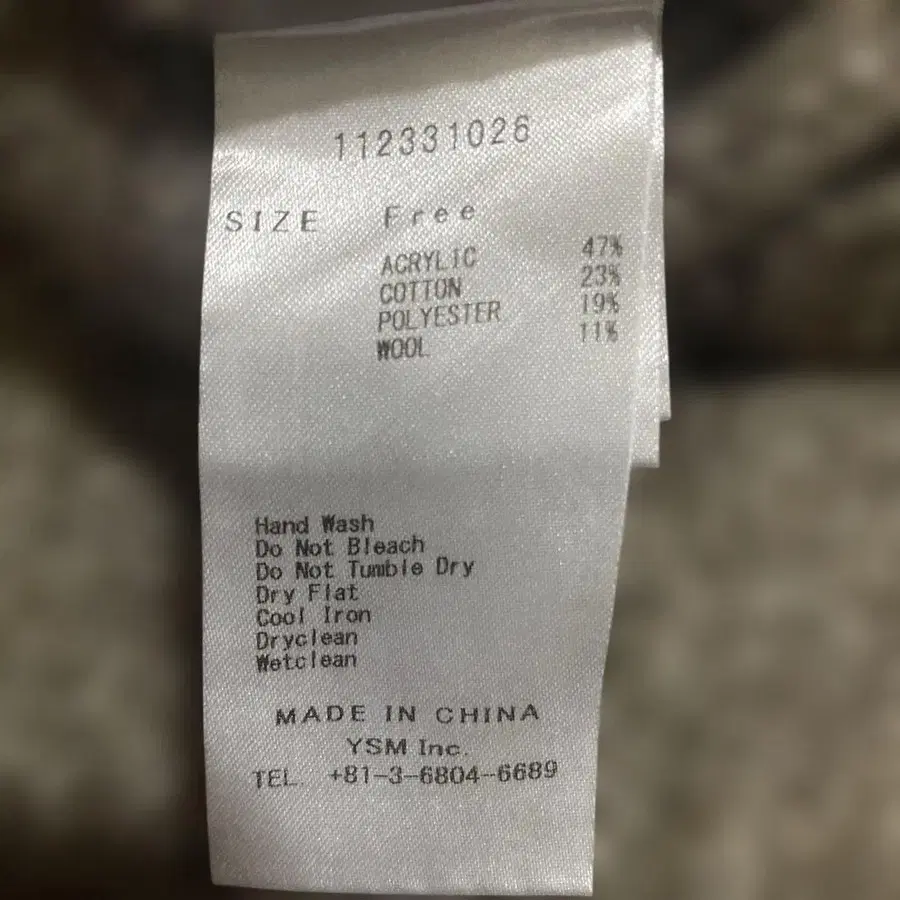 112331026
SIZE Free
ACRYLIC 47%
COTTON 23%
POLYESTER 19%
WOOL 11%
Hand Wash
Do Not Bleach
Do Not Tumble Dry
Dry Flat
Cool Iron
Dryclean
Wetclean
MADE IN CHINA
YSM Inc.
TEL. +81-3-6804-6689